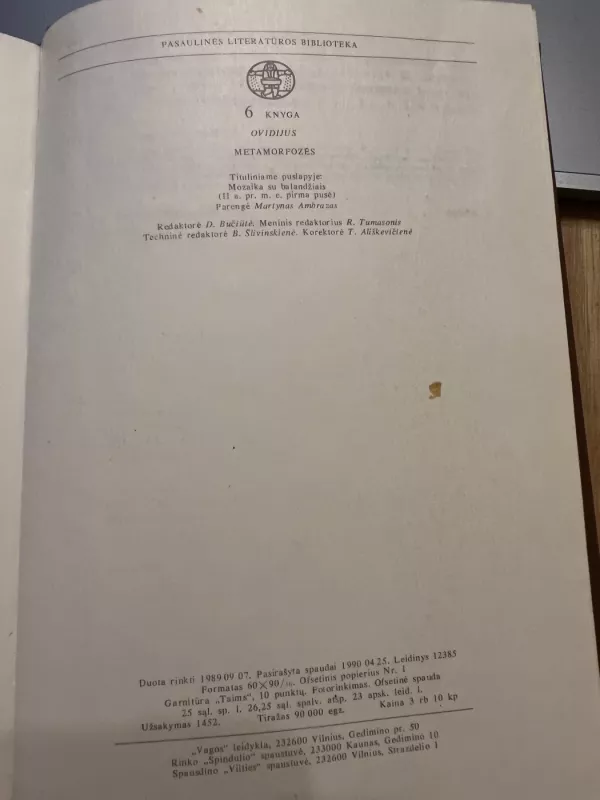 PASAULINĖS LITERATŪROS BIBLIOTEKA
6 KNYGA
OVIDIJUS
METAMORFOZĖS
Tituliniame puslapyje:
Mozaika su balandžiais
(II a. pr. m. e. pirma pusė)
Parengė Martynas Ambrazas
Redaktorė D. Bučiūtė. Meninis redaktorius R. Tumasonis
Techninė redaktorė B. Slivinskienė. Korektorė T. Ališkevičienė
Duota rinkti 1989 09 07. Pasirašyta spaudai 1990 04 25. Leidinys 12385
Formatas 60×90/16. Ofsetinis popierius Nr. 1
Garnitūra „Taims“, 10 punktų. Fotorinkimas. Ofsetinė spauda
25 sąl. sp. l. 26,25 sąl. spalv. atsp. 23 apsk. leid. l.
Užsakymas 1452. Tiražas 90 000 egz. Kaina 3 rb 10 kp
„Vagos“ leidykla, 232600 Vilnius, Gedimino pr. 50
Rinko „Spindulio“ spaustuvė, 233000 Kaunas, Gedimino 10
Spausdino „Vilties“ spaustuvė, 232600 Vilnius, Strazdelio 1